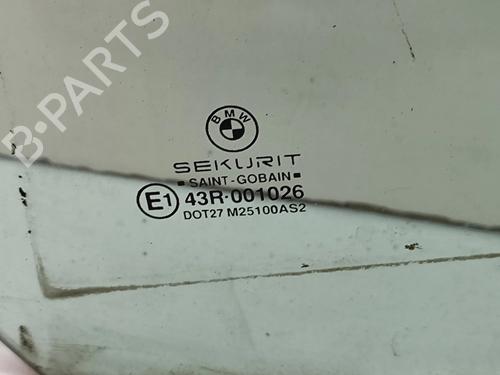 B-PARTS
BMW
SEKURIT
SAINT-GOBAIN
E1 43R-001026
DOT27 M25100AS2